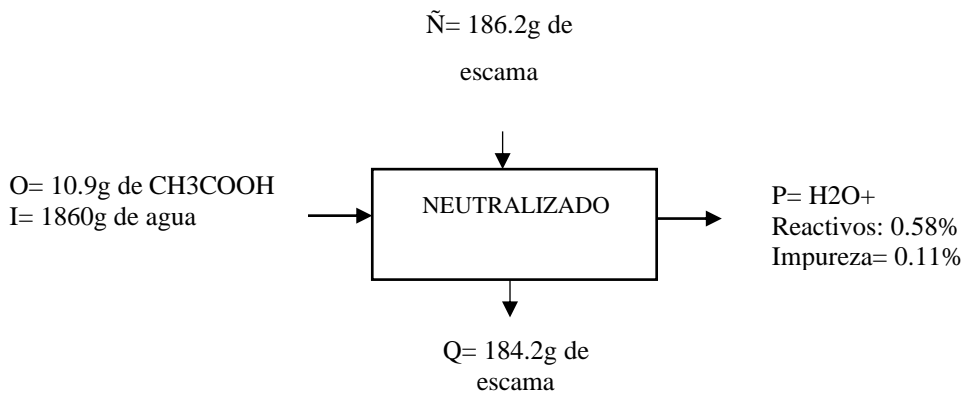 Ñ= 186.2g de
escama
O= 10.9g de CH3COOH
I= 1860g de agua
NEUTRALIZADO
P= H2O+
Reactivos: 0.58%
Impureza= 0.11%
Q= 184.2g de
escama